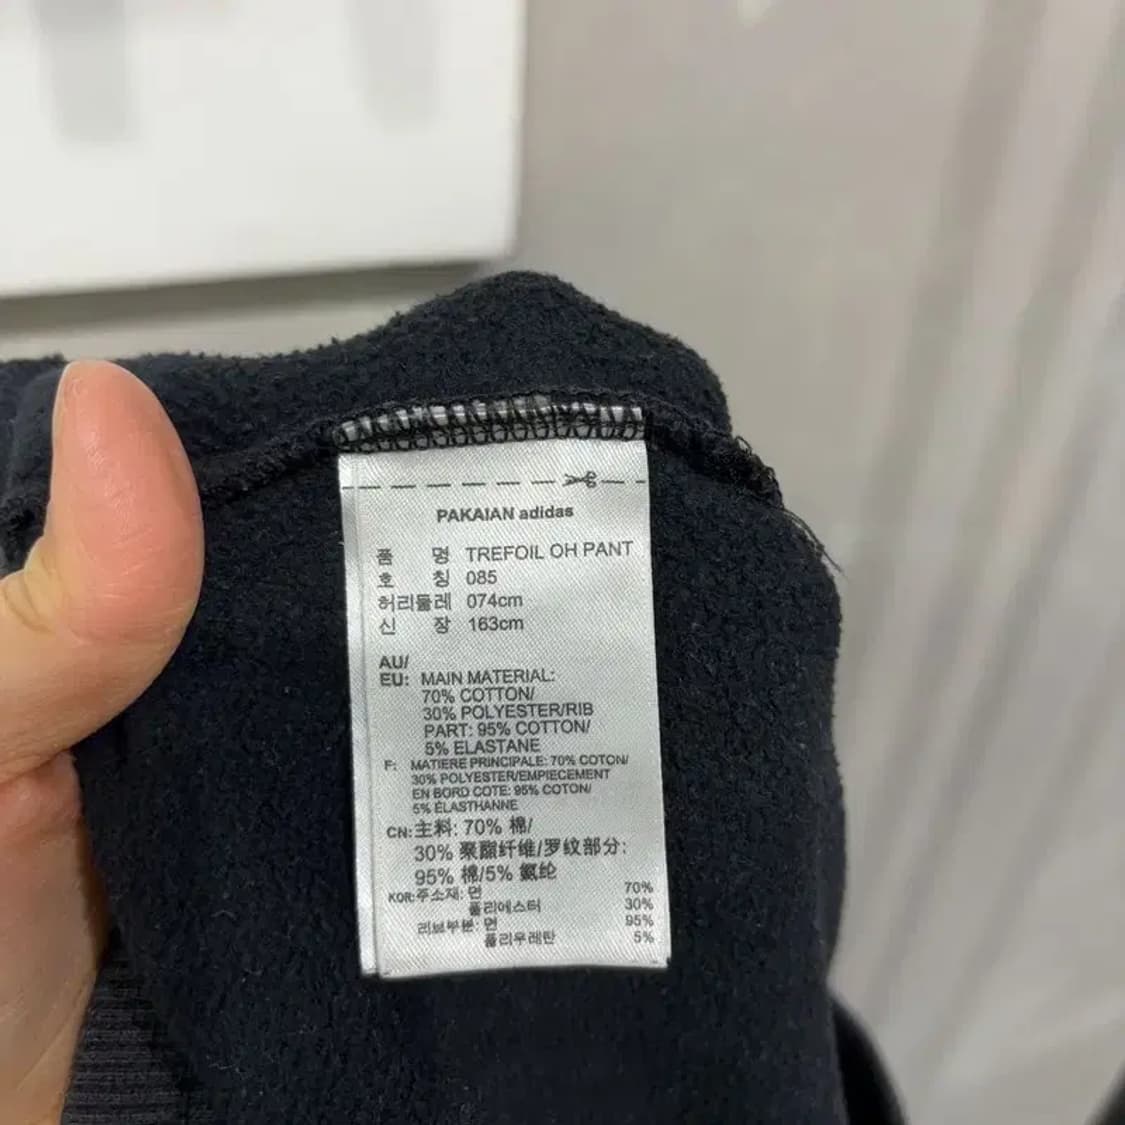 PAKAIAN adidas
품 명 TREFOIL OH PANT
호 칭 085
허리둘레 074cm
신 장 163cm
AU/
EU: MAIN MATERIAL:
70% COTTON/
30% POLYESTER/RIB
PART: 95% COTTON/
5% ELASTANE
F: MATIERE PRINCIPALE: 70% COTON/
30% POLYESTER/EMPIECEMENT
EN BORD COTE: 95% COTON/
5% ÉLASTHANNE
CN: 主料: 70% 棉/
30% 聚酯纤维/罗纹部分:
95% 棉/5% 氨纶
KOR: 주소재: 면 70%
폴리에스터 30%
리브부분: 면 95%
폴리우레탄 5%